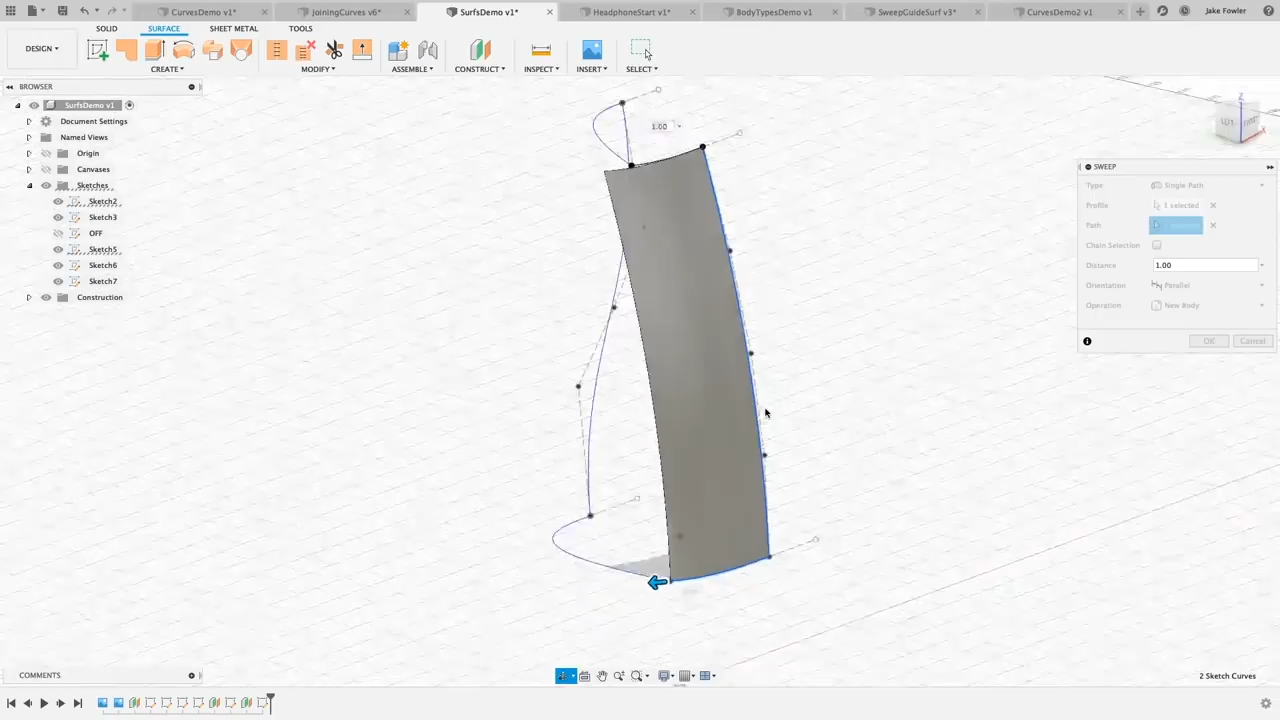 CurvesDemo v1*
JoiningCurves v6*
SurfsDemo v1*
HeadphoneStart v1*
BodyTypesDemo v1
SweepGuideSurf v3*
CurvesDemo2 v1
Jake Fowler
SOLID
SURFACE
SHEET METAL
TOOLS
DESIGN
CREATE
MODIFY
ASSEMBLE
CONSTRUCT
INSPECT
INSERT
SELECT
BROWSER
SurfsDemo v1
Document Settings
Named Views
Origin
Canvases
Sketches
Sketch2
Sketch3
OFF
Sketch5
Sketch6
Sketch7
Construction
1.00
Z
X
SWEEP
Type Single Path
Profile 1 selected
Path
Chain Selection
Distance 1.00
Orientation Parallel
Operation New Body
OK Cancel
COMMENTS
2 Sketch Curves